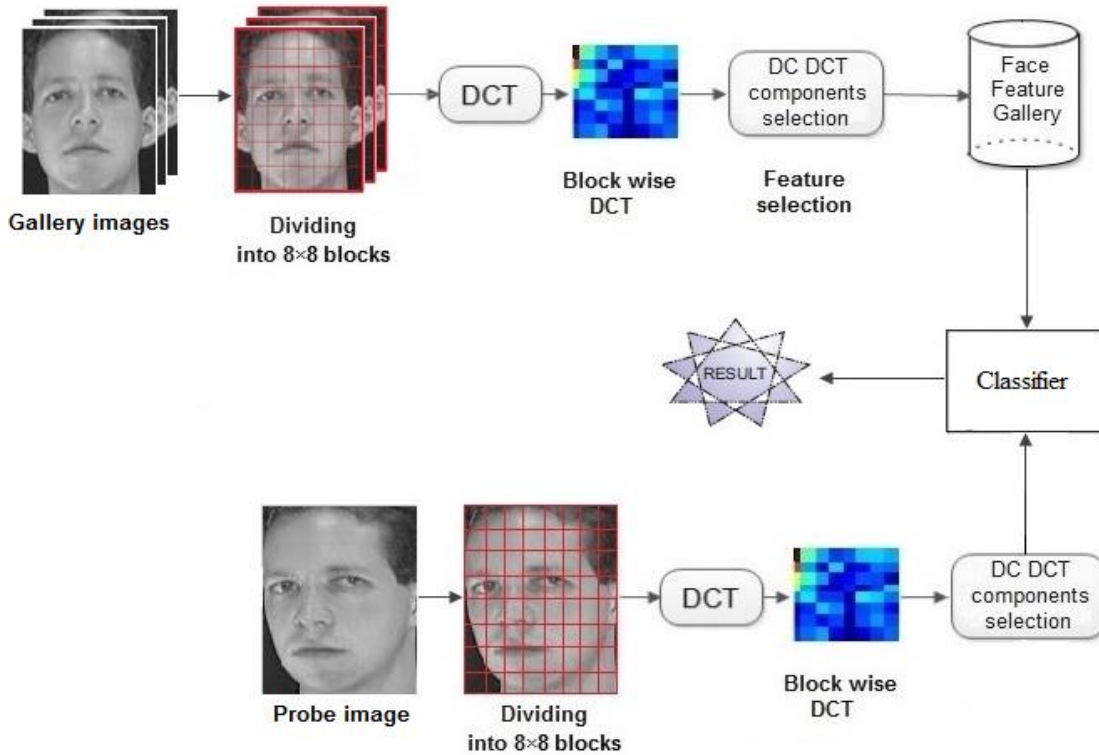 Gallery images
Dividing
into 8×8 blocks
DCT
Block wise
DCT
DC DCT
components
selection
Feature
selection
Face
Feature
Gallery
Classifier
RESULT
Probe image
Dividing
into 8×8 blocks
DCT
Block wise
DCT
DC DCT
components
selection